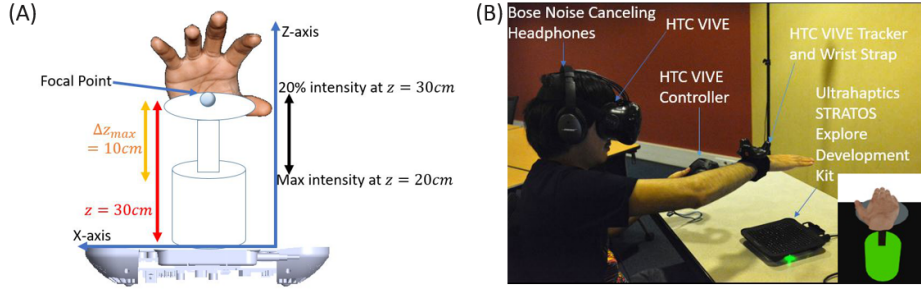 (A)
Z-axis
Focal Point
20% intensity at z = 30cm
Δz_max
= 10cm
Max intensity at z = 20cm
z = 30cm
X-axis
(B)
Bose Noise Canceling
Headphones
HTC VIVE
HTC VIVE
Controller
HTC VIVE Tracker
and Wrist Strap
Ultrahaptics
STRATOS
Explore
Development
Kit